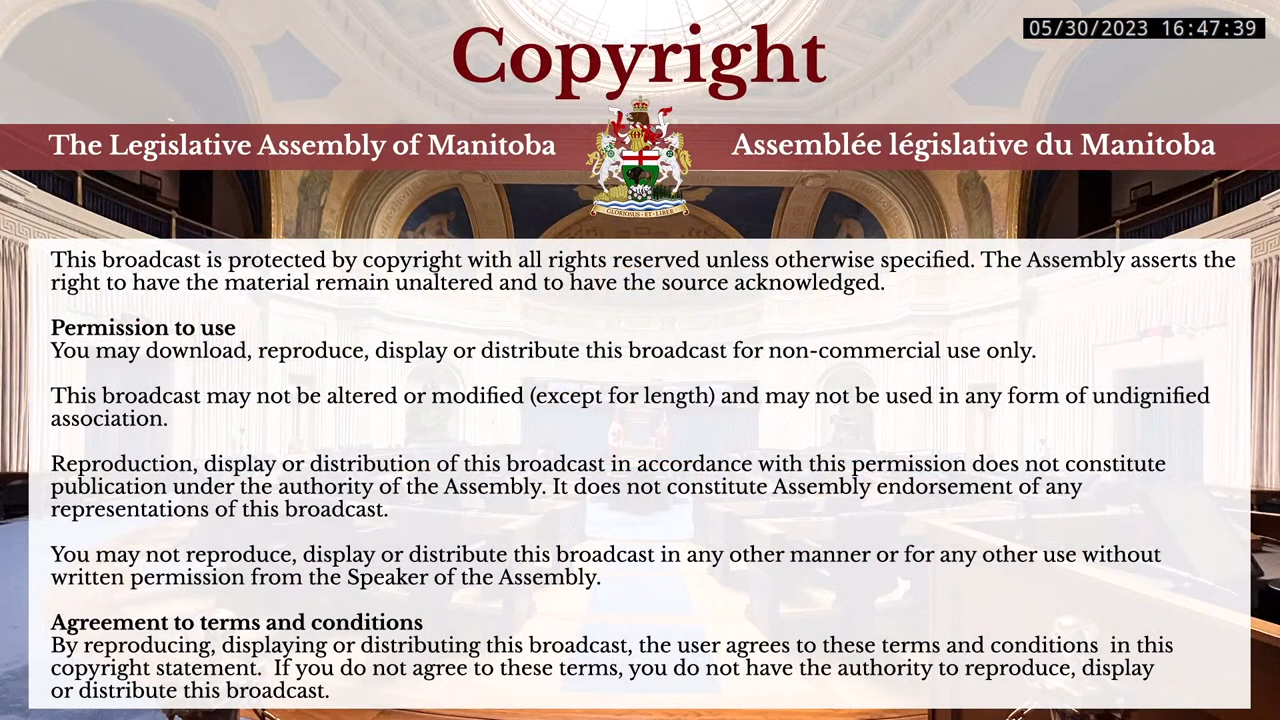 Copyright
05/30/2023 16:47:39
The Legislative Assembly of Manitoba
Assemblée législative du Manitoba
GLORIOSUS · ET · LIBER
This broadcast is protected by copyright with all rights reserved unless otherwise specified. The Assembly asserts the
right to have the material remain unaltered and to have the source acknowledged.
Permission to use
You may download, reproduce, display or distribute this broadcast for non-commercial use only.
This broadcast may not be altered or modified (except for length) and may not be used in any form of undignified
association.
Reproduction, display or distribution of this broadcast in accordance with this permission does not constitute
publication under the authority of the Assembly. It does not constitute Assembly endorsement of any
representations of this broadcast.
You may not reproduce, display or distribute this broadcast in any other manner or for any other use without
written permission from the Speaker of the Assembly.
Agreement to terms and conditions
By reproducing, displaying or distributing this broadcast, the user agrees to these terms and conditions  in this
copyright statement.  If you do not agree to these terms, you do not have the authority to reproduce, display
or distribute this broadcast.